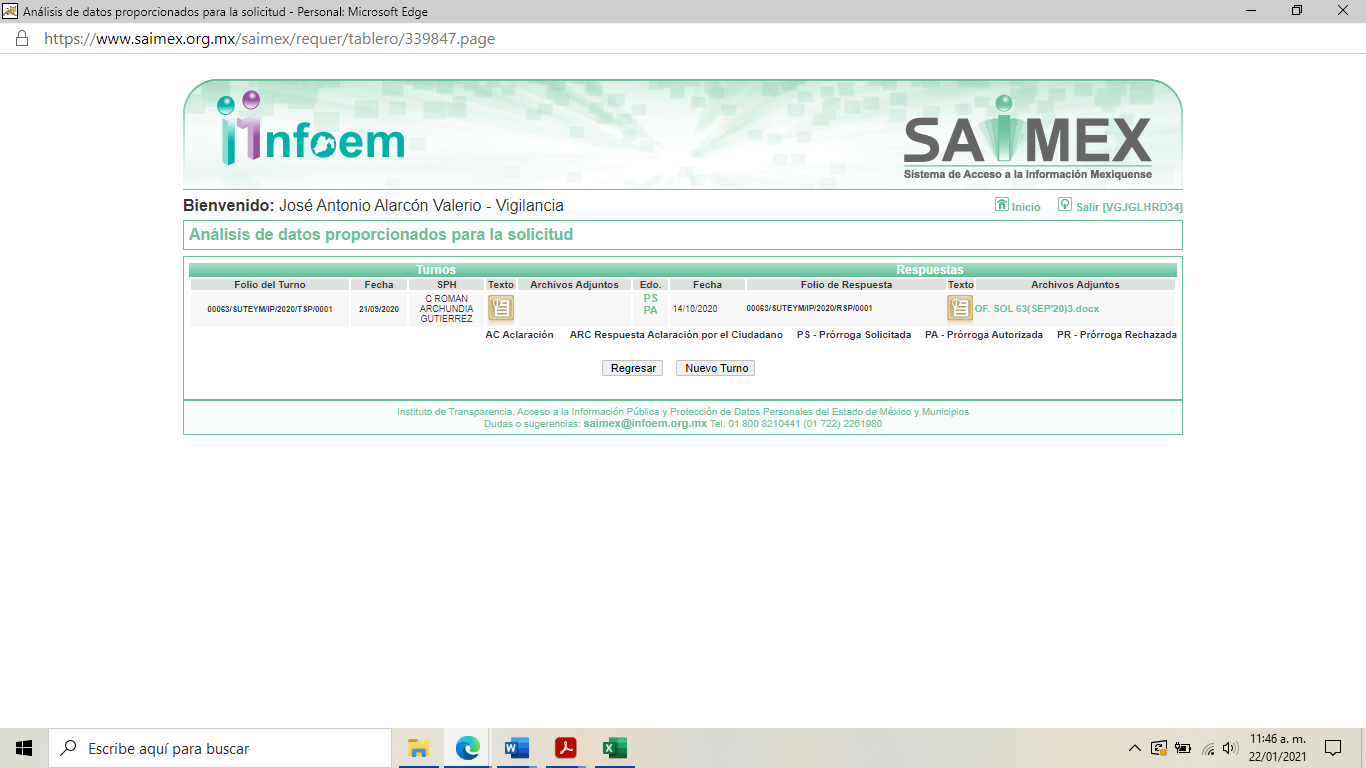 Análisis de datos proporcionados para la solicitud - Personal: Microsoft Edge
https://www.saimex.org.mx/saimex/requer/tablero/339847.page
infoem
SAIMEX
Sistema de Acceso a la Información Mexiquense
Bienvenido: José Antonio Alarcón Valerio - Vigilancia
Inicio Salir [VGJGLHRD34]
Análisis de datos proporcionados para la solicitud
Turnos Respuestas
Folio del Turno Fecha SPH Texto Archivos Adjuntos Edo. Fecha Folio de Respuesta Texto Archivos Adjuntos
00063/SUTEYM/IP/2020/TSP/0001 21/09/2020 C ROMAN ARCHUNDIA GUTIERREZ PS PA 14/10/2020 00063/SUTEYM/IP/2020/RSP/0001 OF. SOL 63(SEP'20)3.docx
AC Aclaración ARC Respuesta Aclaración por el Ciudadano PS - Prórroga Solicitada PA - Prórroga Autorizada PR - Prórroga Rechazada
Regresar Nuevo Turno
Instituto de Transparencia, Acceso a la Información Pública y Protección de Datos Personales del Estado de México y Municipios
Dudas o sugerencias: saimex@infoem.org.mx Tel. 01 800 8210441 (01 722) 2261980
Escribe aquí para buscar
11:46 a. m.
22/01/2021